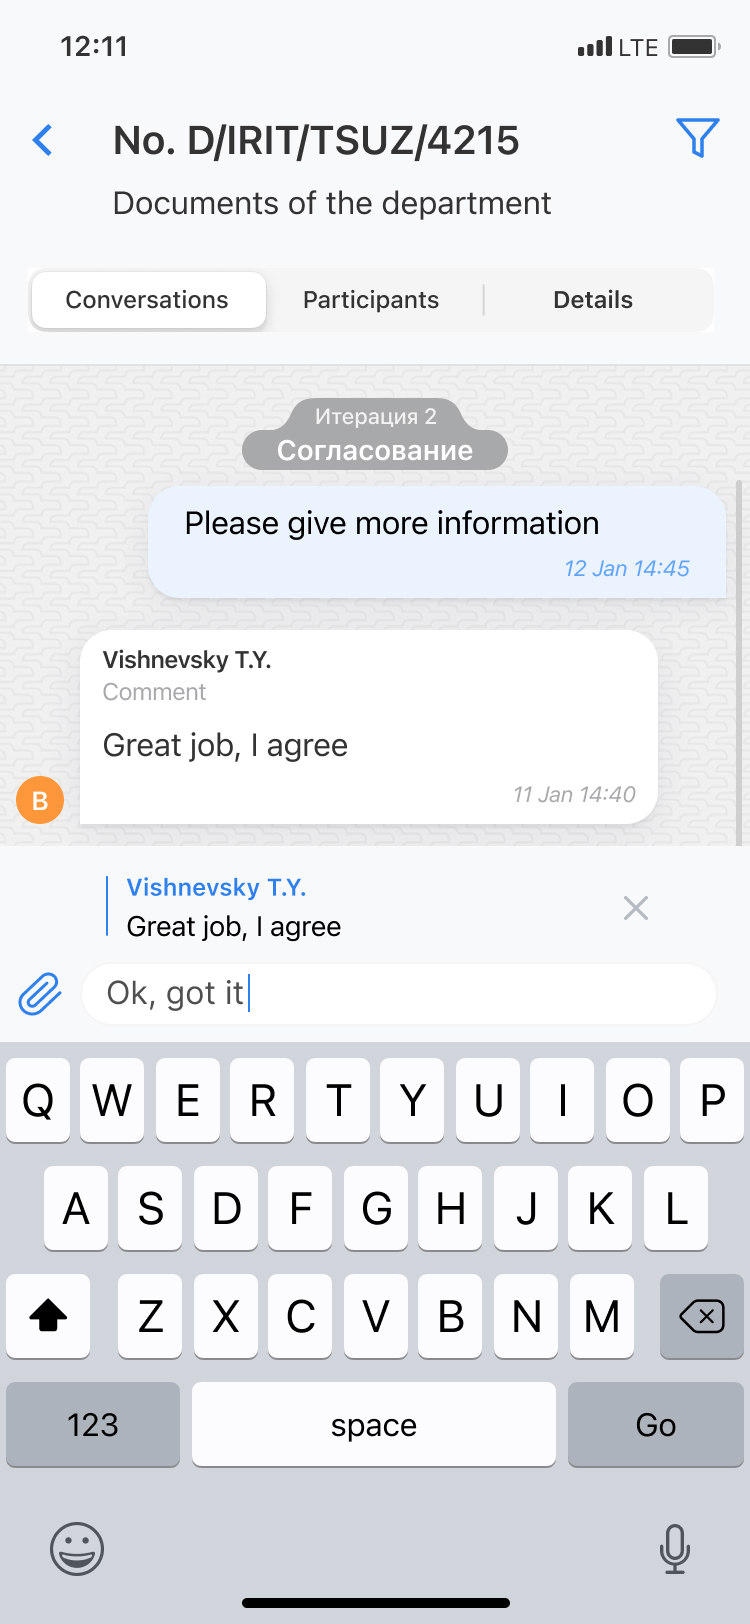 12:11
LTE
No. D/IRIT/TSUZ/4215
Documents of the department
Conversations Participants Details
Итерация 2
Согласование
Please give more information
12 Jan 14:45
Vishnevsky T.Y.
Comment
Great job, I agree
11 Jan 14:40
В
Vishnevsky T.Y.
Great job, I agree
Ok, got it
Q W E R T Y U I O P
A S D F G H J K L
Z X C V B N M
123 space Go